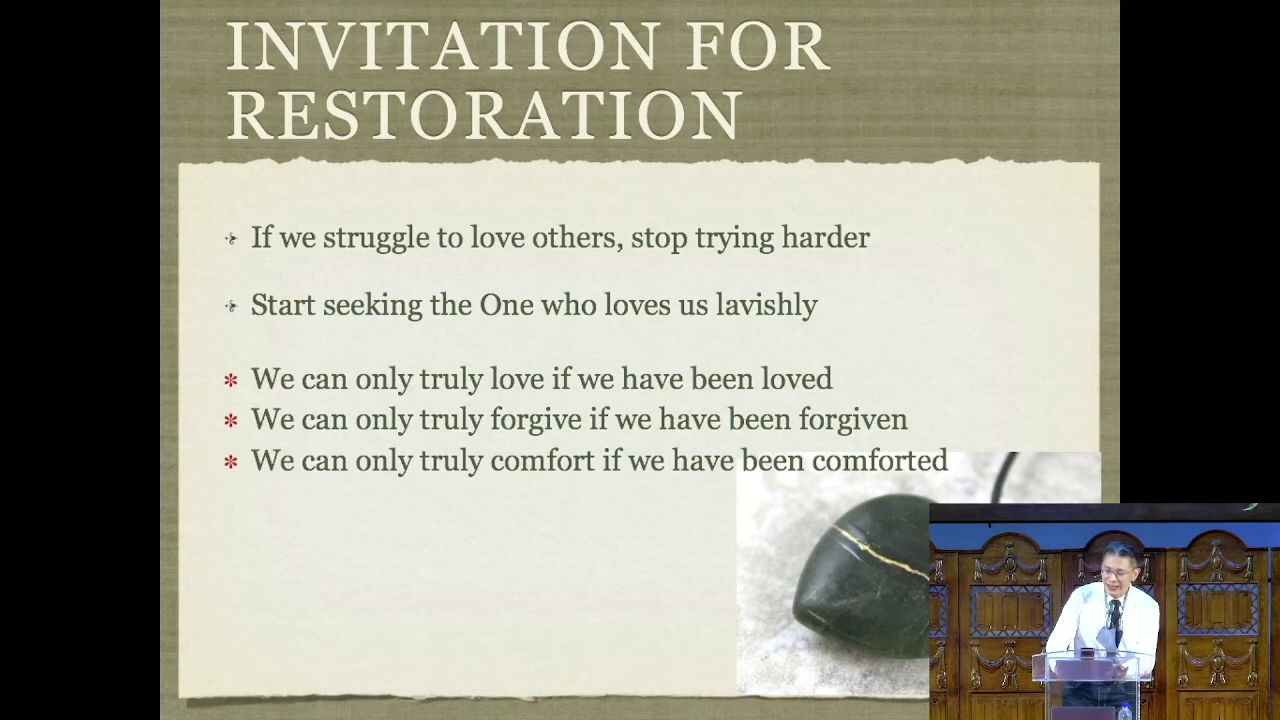 INVITATION FOR
RESTORATION
If we struggle to love others, stop trying harder
Start seeking the One who loves us lavishly
* We can only truly love if we have been loved
* We can only truly forgive if we have been forgiven
* We can only truly comfort if we have been comforted